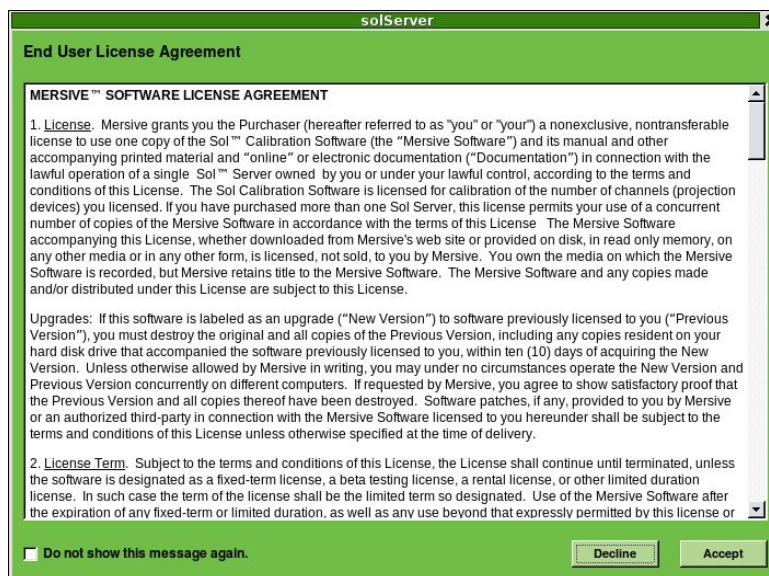 solServer
End User License Agreement
MERSIVE™ SOFTWARE LICENSE AGREEMENT
1. License.  Mersive grants you the Purchaser (hereafter referred to as "you" or "your") a nonexclusive, nontransferable
license to use one copy of the Sol™ Calibration Software (the “Mersive Software”) and its manual and other
accompanying printed material and “online” or electronic documentation (“Documentation”) in connection with the
lawful operation of a single  Sol™ Server owned  by you or under your lawful control, according to the terms and
conditions of this License.  The Sol Calibration Software is licensed for calibration of the number of channels (projection
devices) you licensed. If you have purchased more than one Sol Server, this license permits your use of a concurrent
number of copies of the Mersive Software in accordance with the terms of this License   The Mersive Software
accompanying this License, whether downloaded from Mersive's web site or provided on disk, in read only memory, on
any other media or in any other form, is licensed, not sold, to you by Mersive.  You own the media on which the Mersive
Software is recorded, but Mersive retains title to the Mersive Software.  The Mersive Software and any copies made
and/or distributed under this License are subject to this License.
Upgrades:  If this software is labeled as an upgrade (“New Version”) to software previously licensed to you (“Previous
Version”), you must destroy the original and all copies of the Previous Version, including any copies resident on your
hard disk drive that accompanied the software previously licensed to you, within ten (10) days of acquiring the New
Version.  Unless otherwise allowed by Mersive in writing, you may under no circumstances operate the New Version and
Previous Version concurrently on different computers.  If requested by Mersive, you agree to show satisfactory proof that
the Previous Version and all copies thereof have been destroyed.  Software patches, if any, provided to you by Mersive
or an authorized third-party in connection with the Mersive Software licensed to you hereunder shall be subject to the
terms and conditions of this License unless otherwise specified at the time of delivery.
2. License Term.  Subject to the terms and conditions of this License, the License shall continue until terminated, unless
the software is designated as a fixed-term license, a beta testing license, a rental license, or other limited duration
license.  In such case the term of the license shall be the limited term so designated.  Use of the Mersive Software after
the expiration of any fixed-term or limited duration, as well as any use beyond that expressly permitted by this license or
Do not show this message again.
Decline
Accept